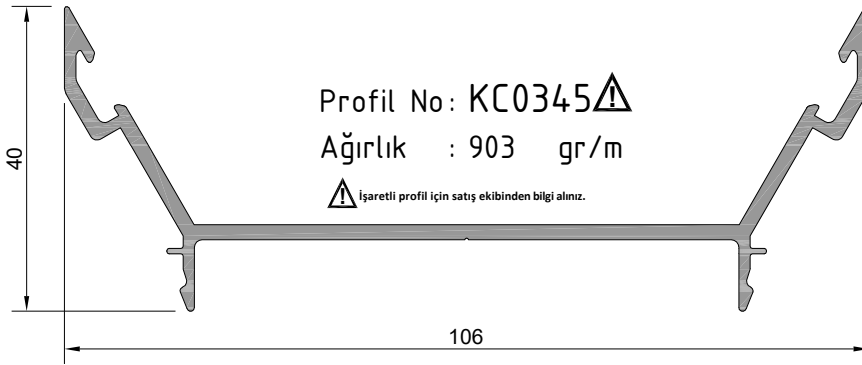 Profil No: KC0345
Ağırlık : 903 gr/m
İşaretli profil için satış ekibinden bilgi alınız.
40
106